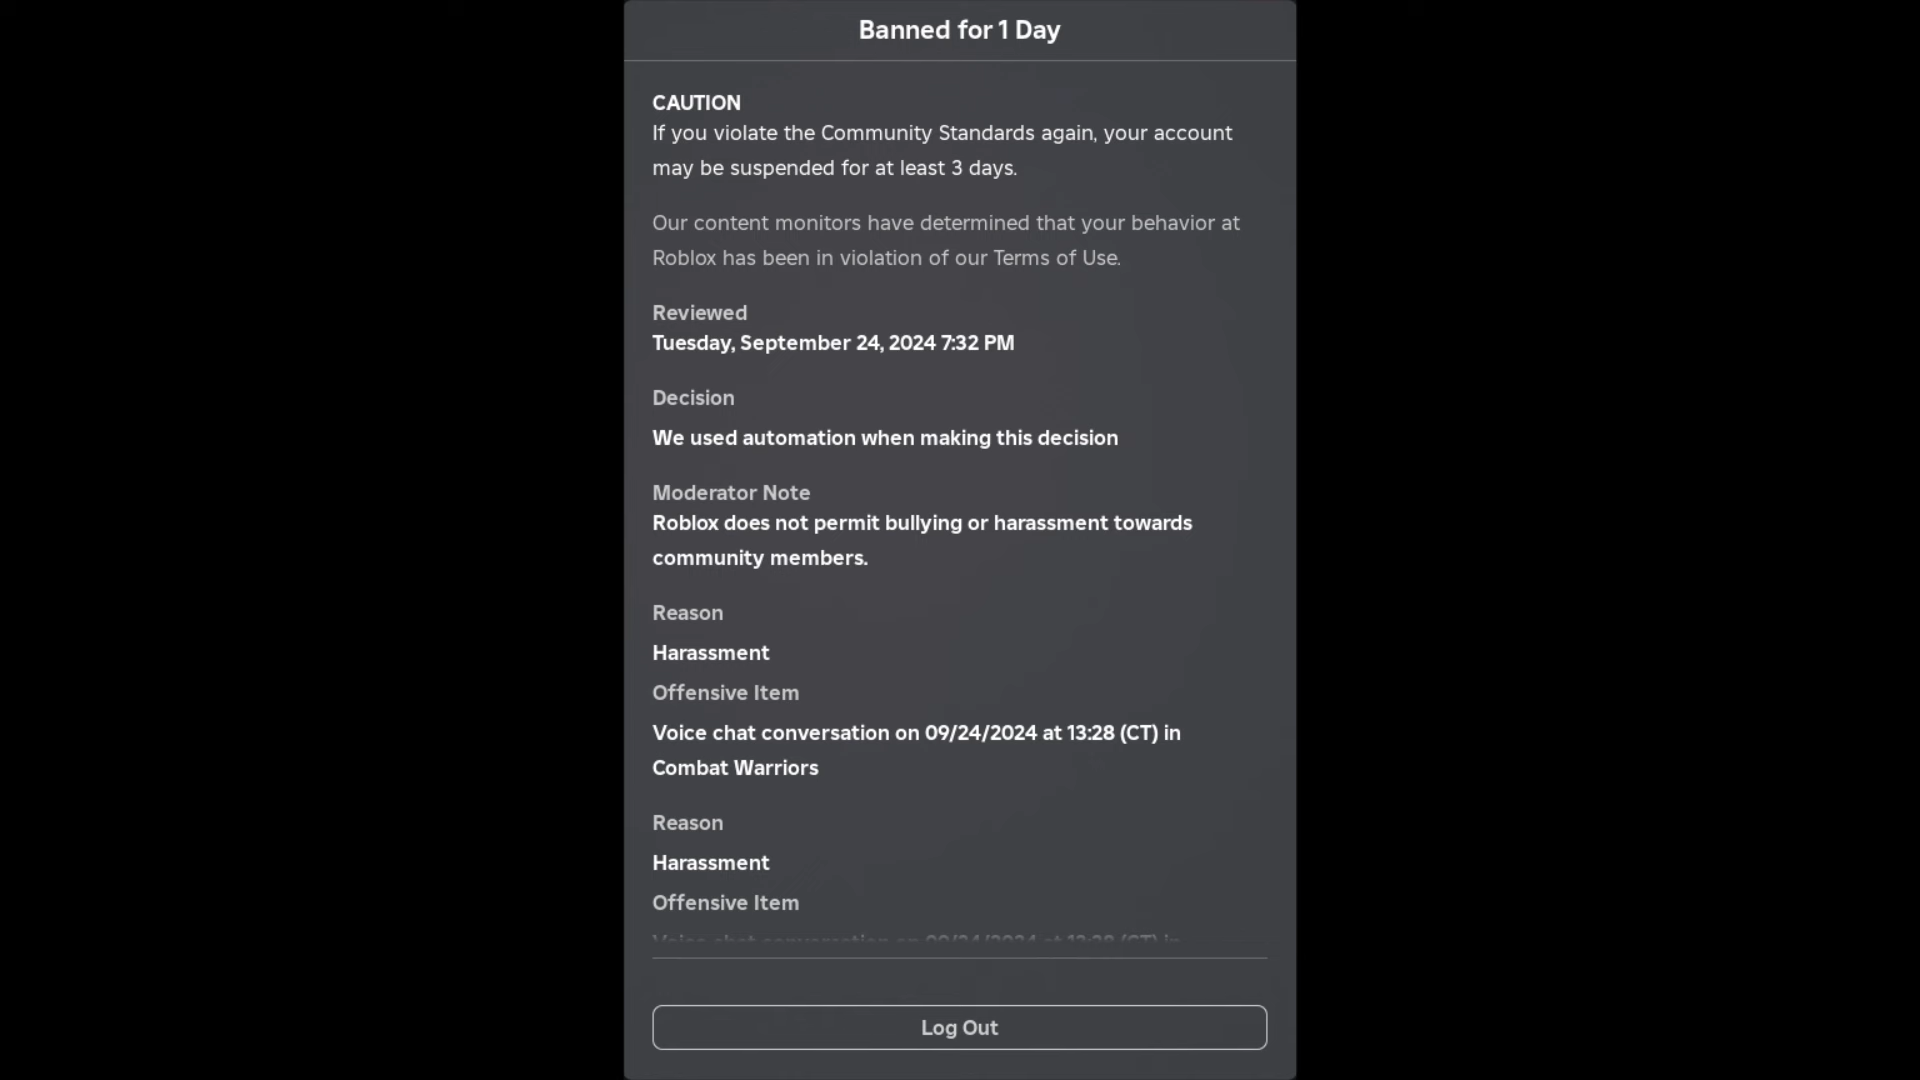 Banned for 1 Day
CAUTION
If you violate the Community Standards again, your account
may be suspended for at least 3 days.
Our content monitors have determined that your behavior at
Roblox has been in violation of our Terms of Use.
Reviewed
Tuesday, September 24, 2024 7:32 PM
Decision
We used automation when making this decision
Moderator Note
Roblox does not permit bullying or harassment towards
community members.
Reason
Harassment
Offensive Item
Voice chat conversation on 09/24/2024 at 13:28 (CT) in
Combat Warriors
Reason
Harassment
Offensive Item
Log Out